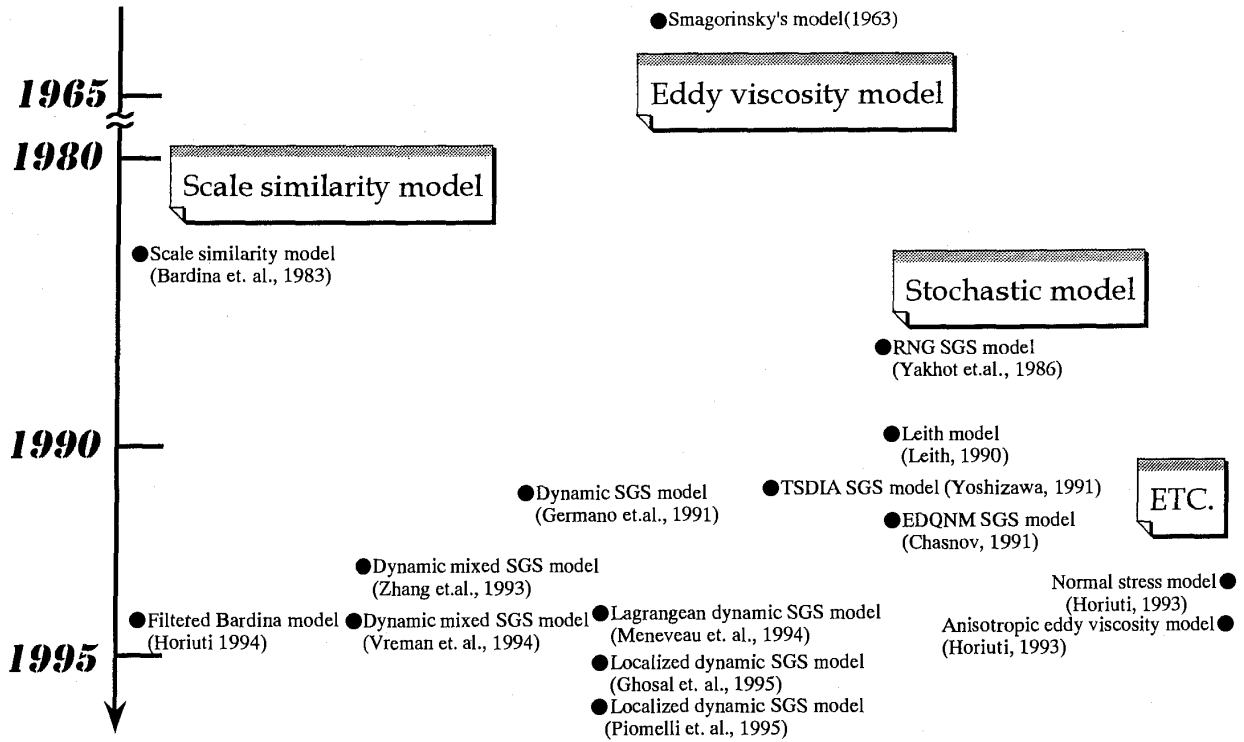 Smagorinsky's model(1963)
Eddy viscosity model
1965
1980
Scale similarity model
Scale similarity model
(Bardina et. al., 1983)
Stochastic model
RNG SGS model
(Yakhot et.al., 1986)
1990
Leith model
(Leith, 1990)
ETC.
Dynamic SGS model
(Germano et.al., 1991)
TSDIA SGS model (Yoshizawa, 1991)
EDQNM SGS model
(Chasnov, 1991)
Dynamic mixed SGS model
(Zhang et.al., 1993)
Normal stress model
(Horiuti, 1993)
Filtered Bardina model
(Horiuti 1994)
Dynamic mixed SGS model
(Vreman et. al., 1994)
Lagrangean dynamic SGS model
(Meneveau et. al., 1994)
Anisotropic eddy viscosity model
(Horiuti, 1993)
1995
Localized dynamic SGS model
(Ghosal et. al., 1995)
Localized dynamic SGS model
(Piomelli et. al., 1995)